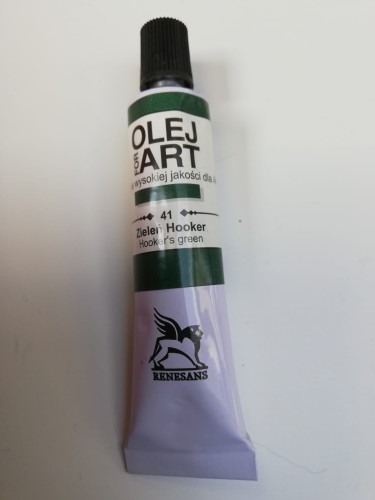 OLEJ
FOR
ART
wysokiej jakości dla
41
Zieleń Hooker
Hooker's green
RENESANS